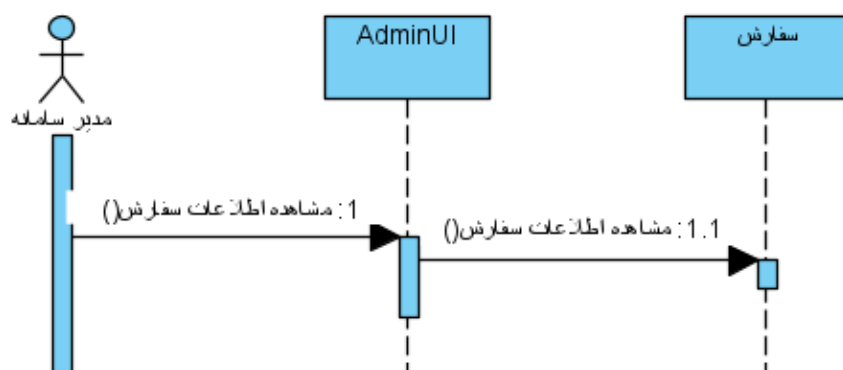 AdminUI
سفارش
مدیر سامانه
1: مشاهده اطلاعات سفارش()
1.1: مشاهده اطلاعات سفارش()